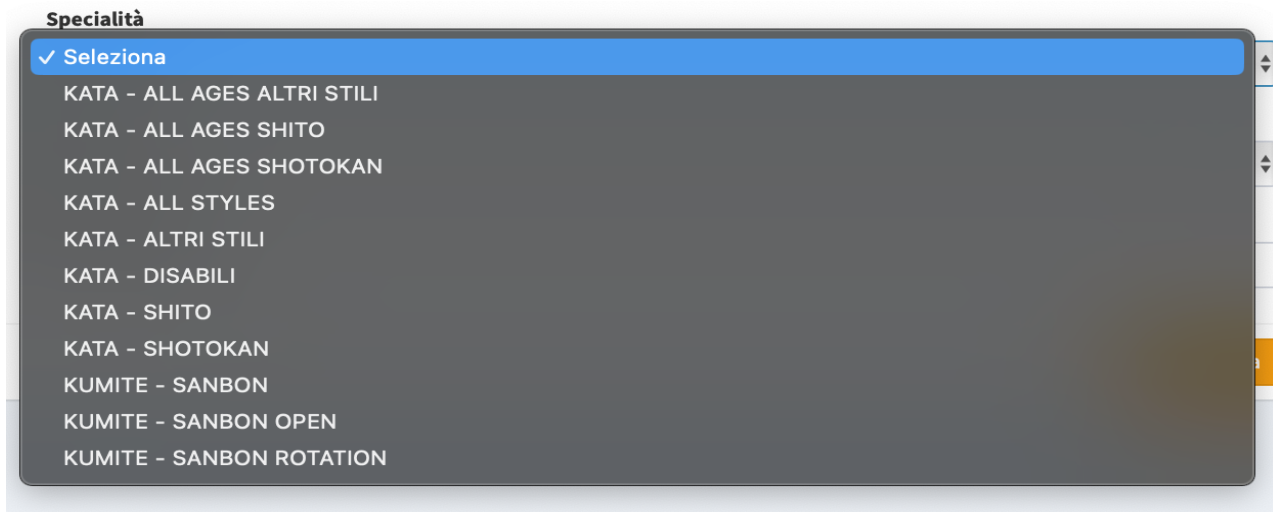 Specialità
✓ Seleziona
KATA - ALL AGES ALTRI STILI
KATA - ALL AGES SHITO
KATA - ALL AGES SHOTOKAN
KATA - ALL STYLES
KATA - ALTRI STILI
KATA - DISABILI
KATA - SHITO
KATA - SHOTOKAN
KUMITE - SANBON
KUMITE - SANBON OPEN
KUMITE - SANBON ROTATION